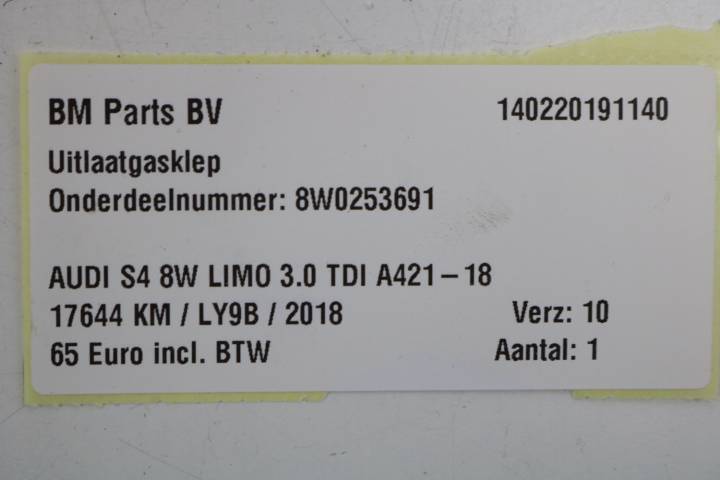 BM Parts BV 140220191140
Uitlaatgasklep
Onderdeelnummer: 8W0253691
AUDI S4 8W LIMO 3.0 TDI A421–18
17644 KM / LY9B / 2018 Verz: 10
65 Euro incl. BTW Aantal: 1